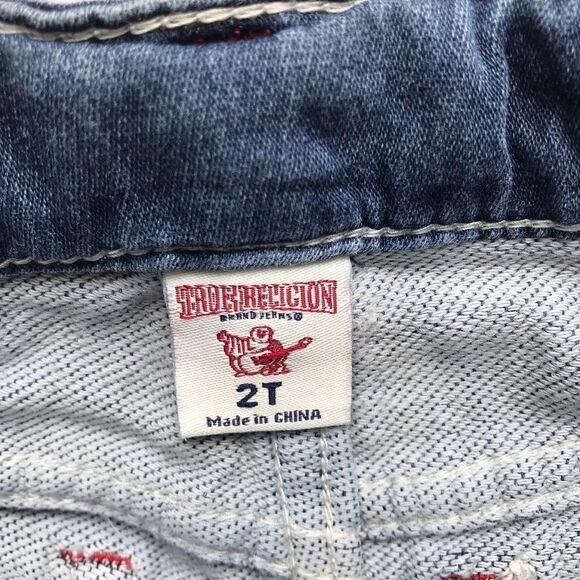 TRUE RELIGION
BRAND JEANS®
2T
Made in CHINA